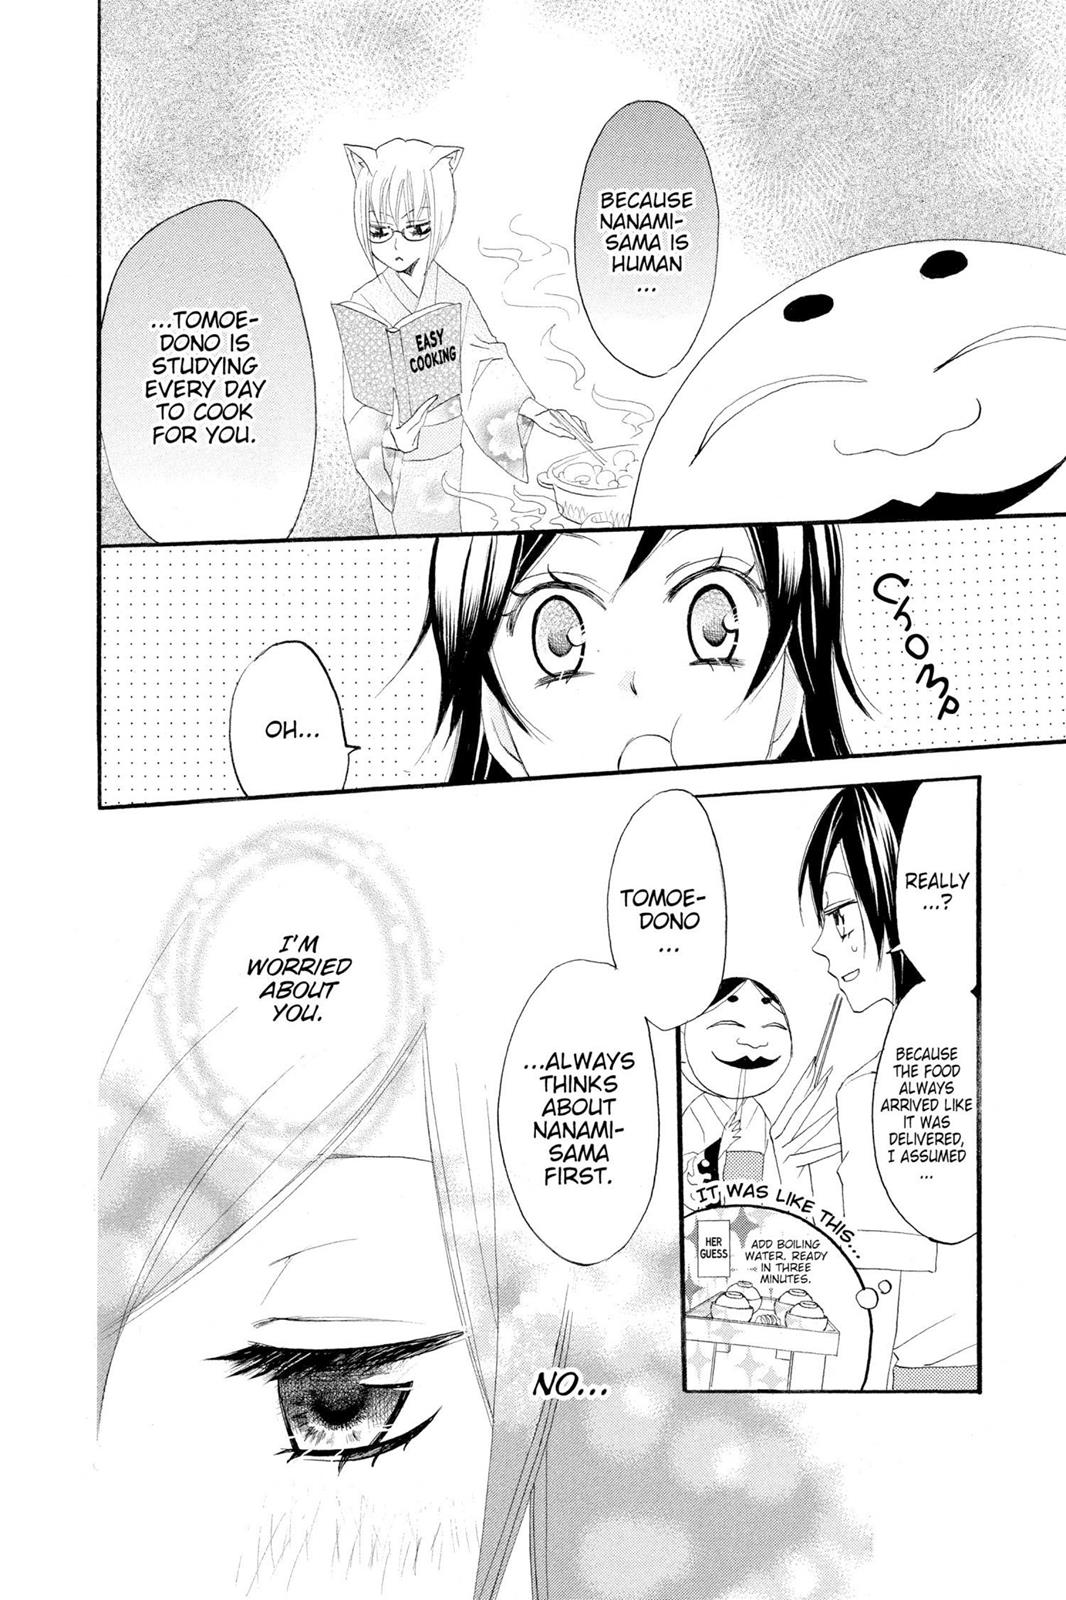 BECAUSE
NANAMI-
SAMA IS
HUMAN
...
EASY
COOKING
...TOMOE-
DONO IS
STUDYING
EVERY DAY
TO COOK
FOR YOU.
CHOMP
OH...
REALLY
...?
BECAUSE
THE FOOD
ALWAYS
ARRIVED LIKE
IT WAS
DELIVERED,
I ASSUMED
...
IT WAS LIKE THIS...
HER
GUESS
ADD BOILING
WATER. READY
IN THREE
MINUTES.
TOMOE-
DONO
...
...ALWAYS
THINKS
ABOUT
NANAMI-
SAMA
FIRST.
I'M
WORRIED
ABOUT
YOU.
NO...